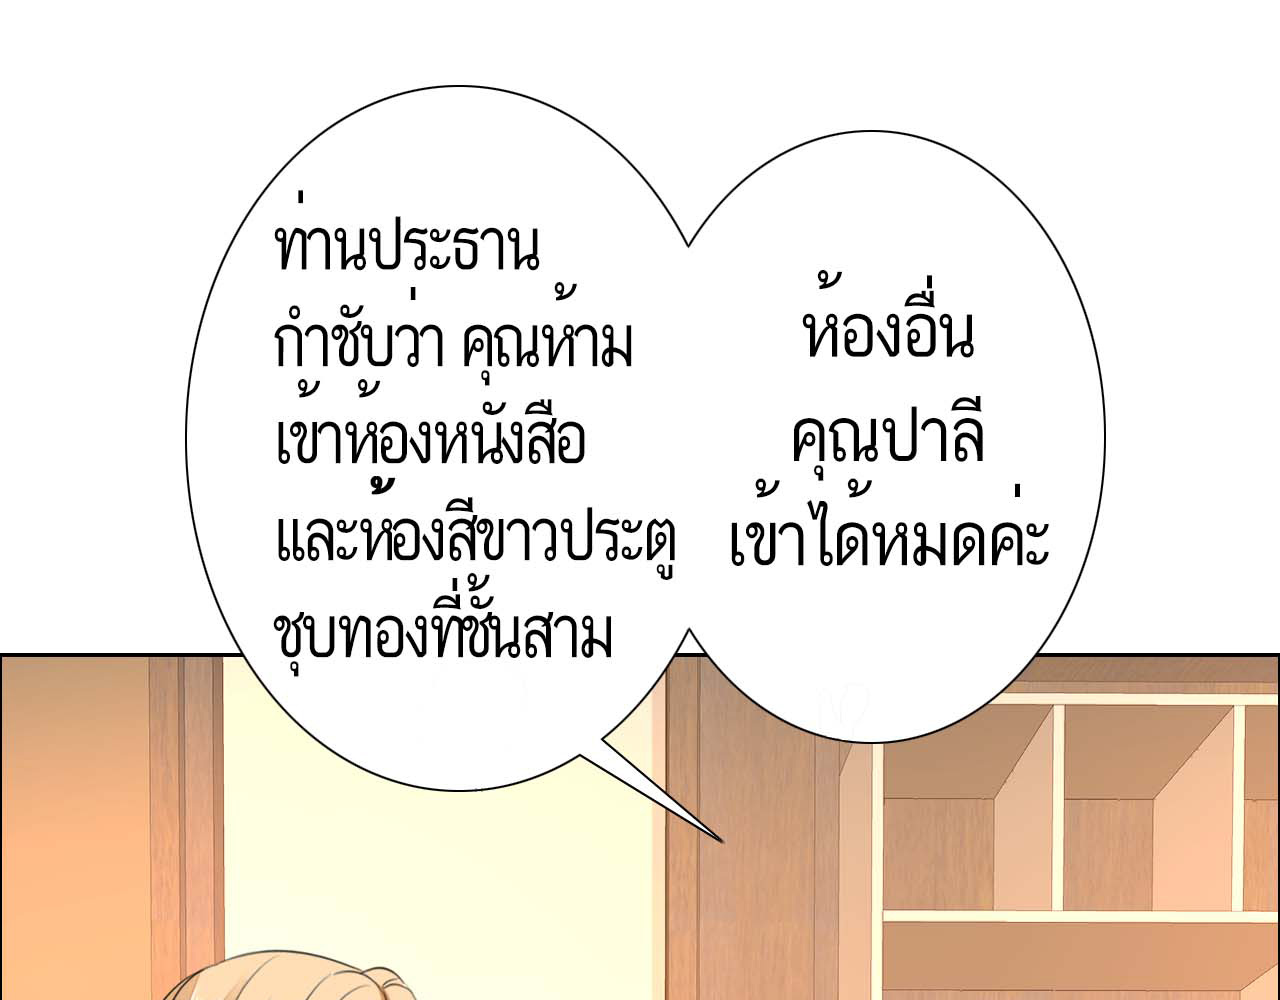 ท่านประธาน
กำชับว่า คุณห้าม
เข้าห้องหนังสือ
และห้องสีขาวประตู
ชุบทองที่ชั้นสาม
ห้องอื่น
คุณปาลี
เข้าได้หมดค่ะ